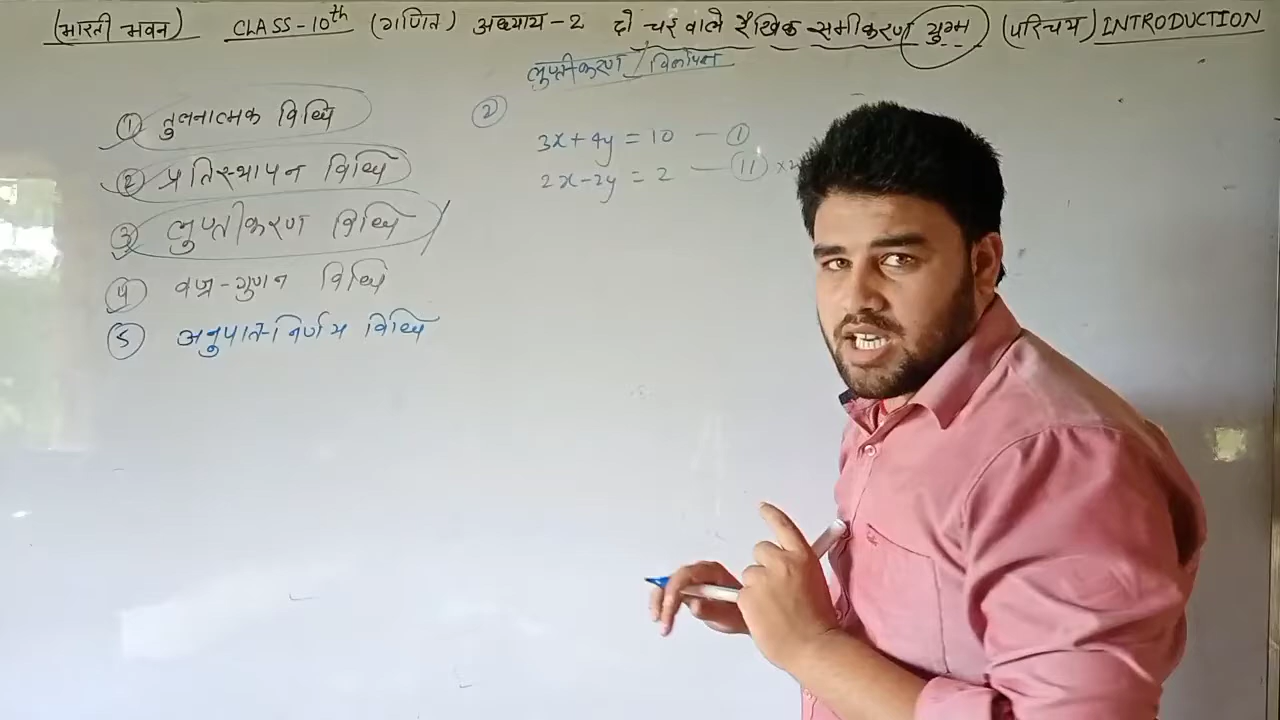 (भारती भवन) CLASS-10th (गणित) अध्याय-2 दो चर वाले रैखिक समीकरण युग्म (परिचय) INTRODUCTION
लुप्तीकरण / विलोपन
① तुलनात्मक विधि
② प्रतिस्थापन विधि
③ लुप्तीकरण विधि
④ वज्र-गुणन विधि
⑤ अनुपात-निर्णय विधि
②
3x+4y = 10 — ①
2x-2y = 2 — ⑪ ×2